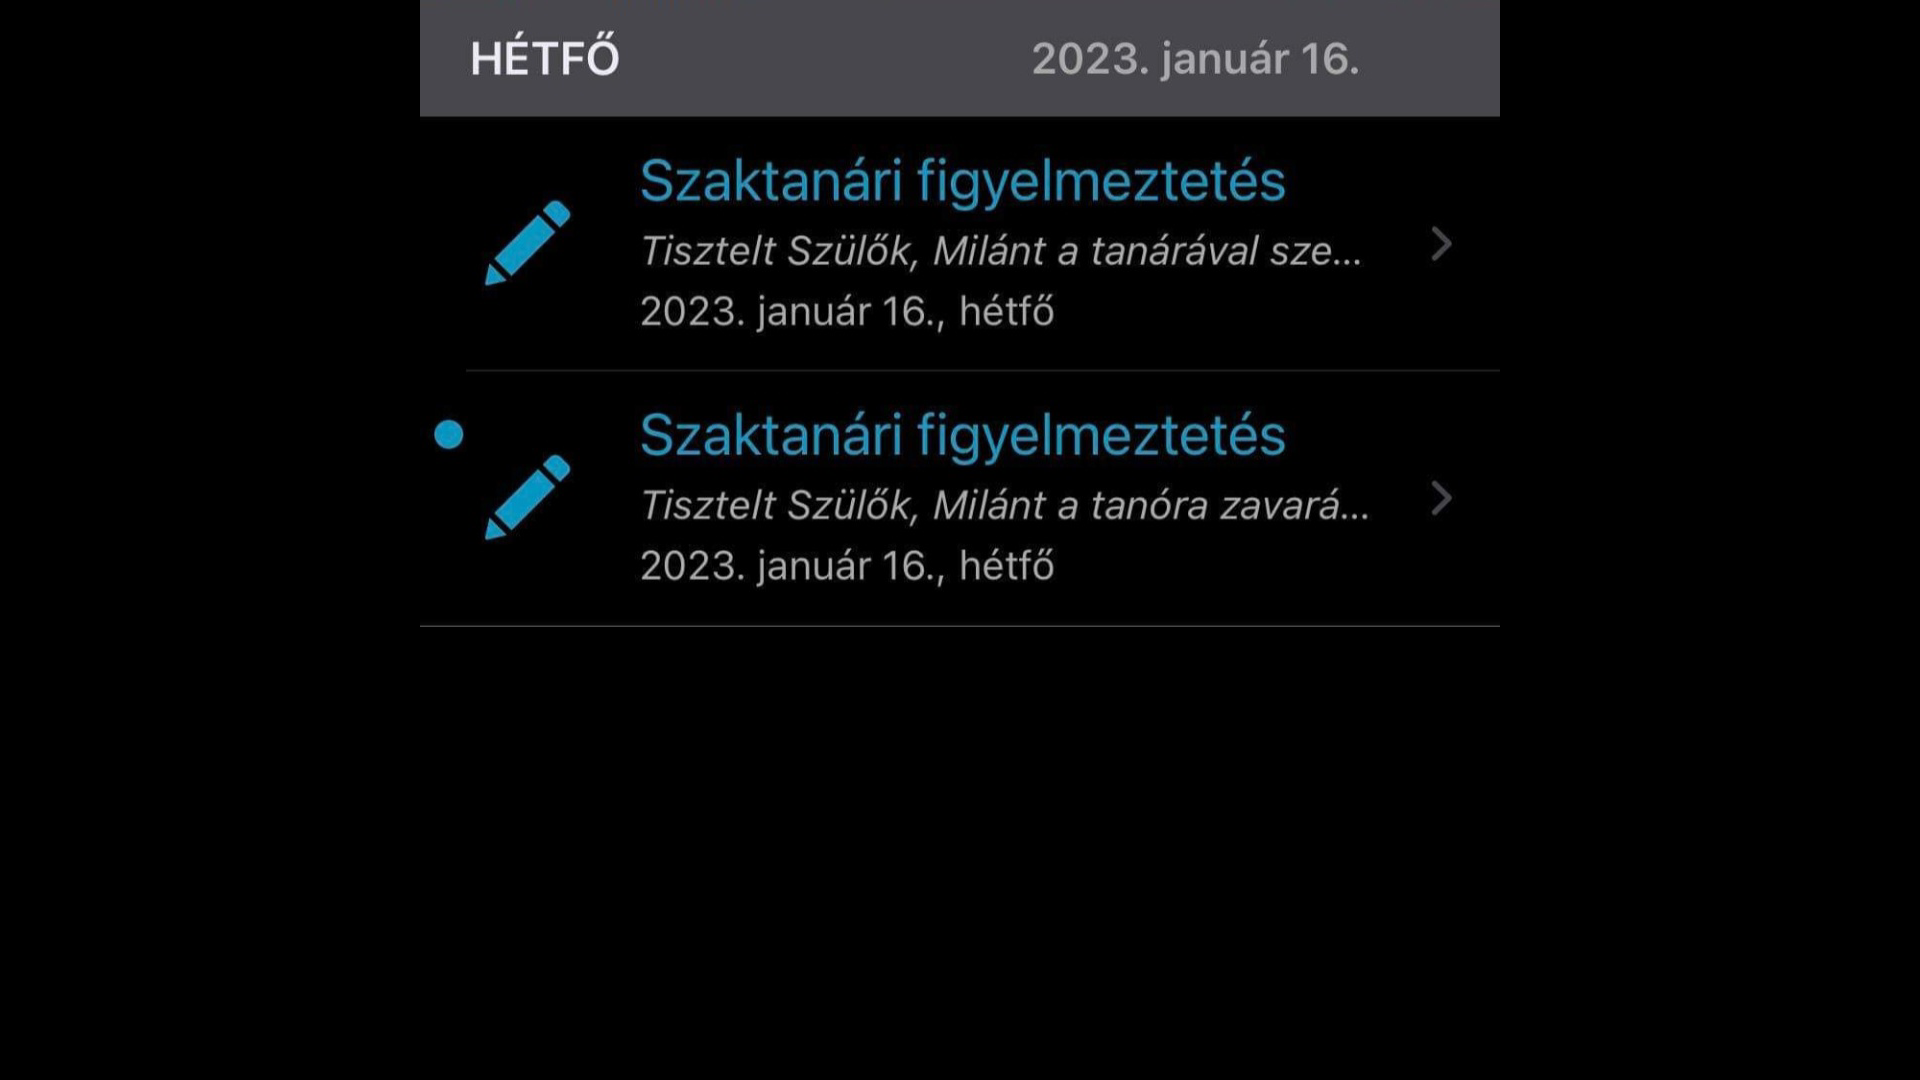 HÉTFŐ 2023. január 16.
Szaktanári figyelmeztetés
Tisztelt Szülők, Milánt a tanárával sze...
2023. január 16., hétfő
Szaktanári figyelmeztetés
Tisztelt Szülők, Milánt a tanóra zavará...
2023. január 16., hétfő